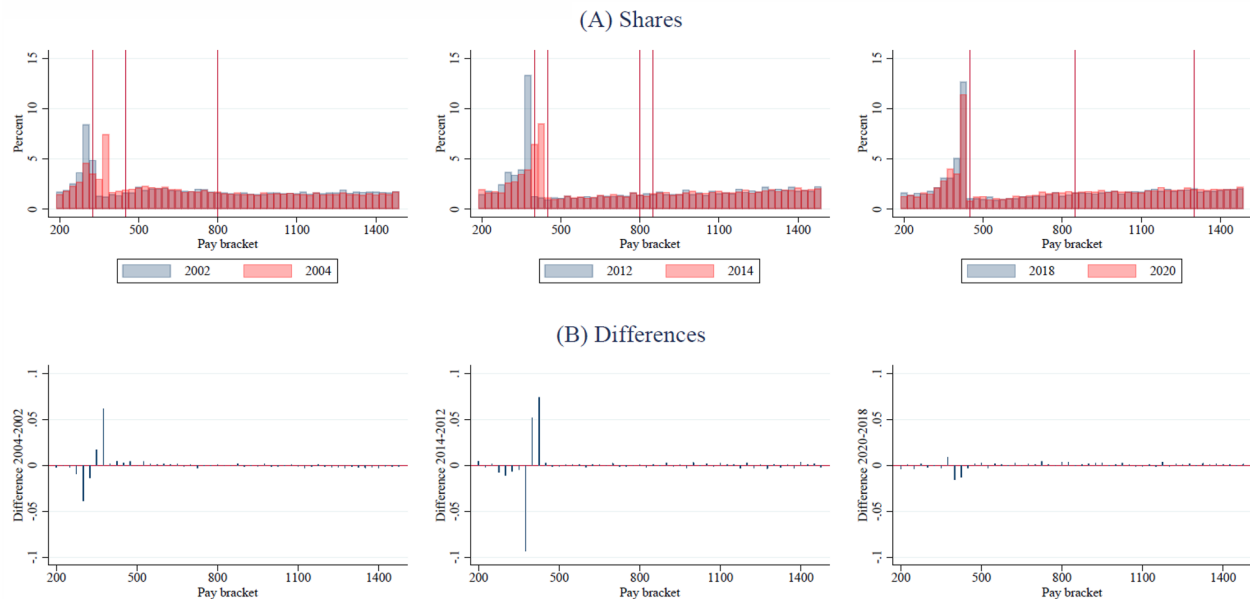 (A) Shares
15
10
5
0
Percent
200 500 800 1100 1400
Pay bracket
2002 2004
15
10
5
0
Percent
200 500 800 1100 1400
Pay bracket
2012 2014
15
10
5
0
Percent
200 500 800 1100 1400
Pay bracket
2018 2020
(B) Differences
.1
.05
0
-.05
-.1
Difference 2004-2002
200 500 800 1100 1400
Pay bracket
.1
.05
0
-.05
-.1
Difference 2014-2012
200 500 800 1100 1400
Pay bracket
.1
.05
0
-.05
-.1
Difference 2020-2018
200 500 800 1100 1400
Pay bracket